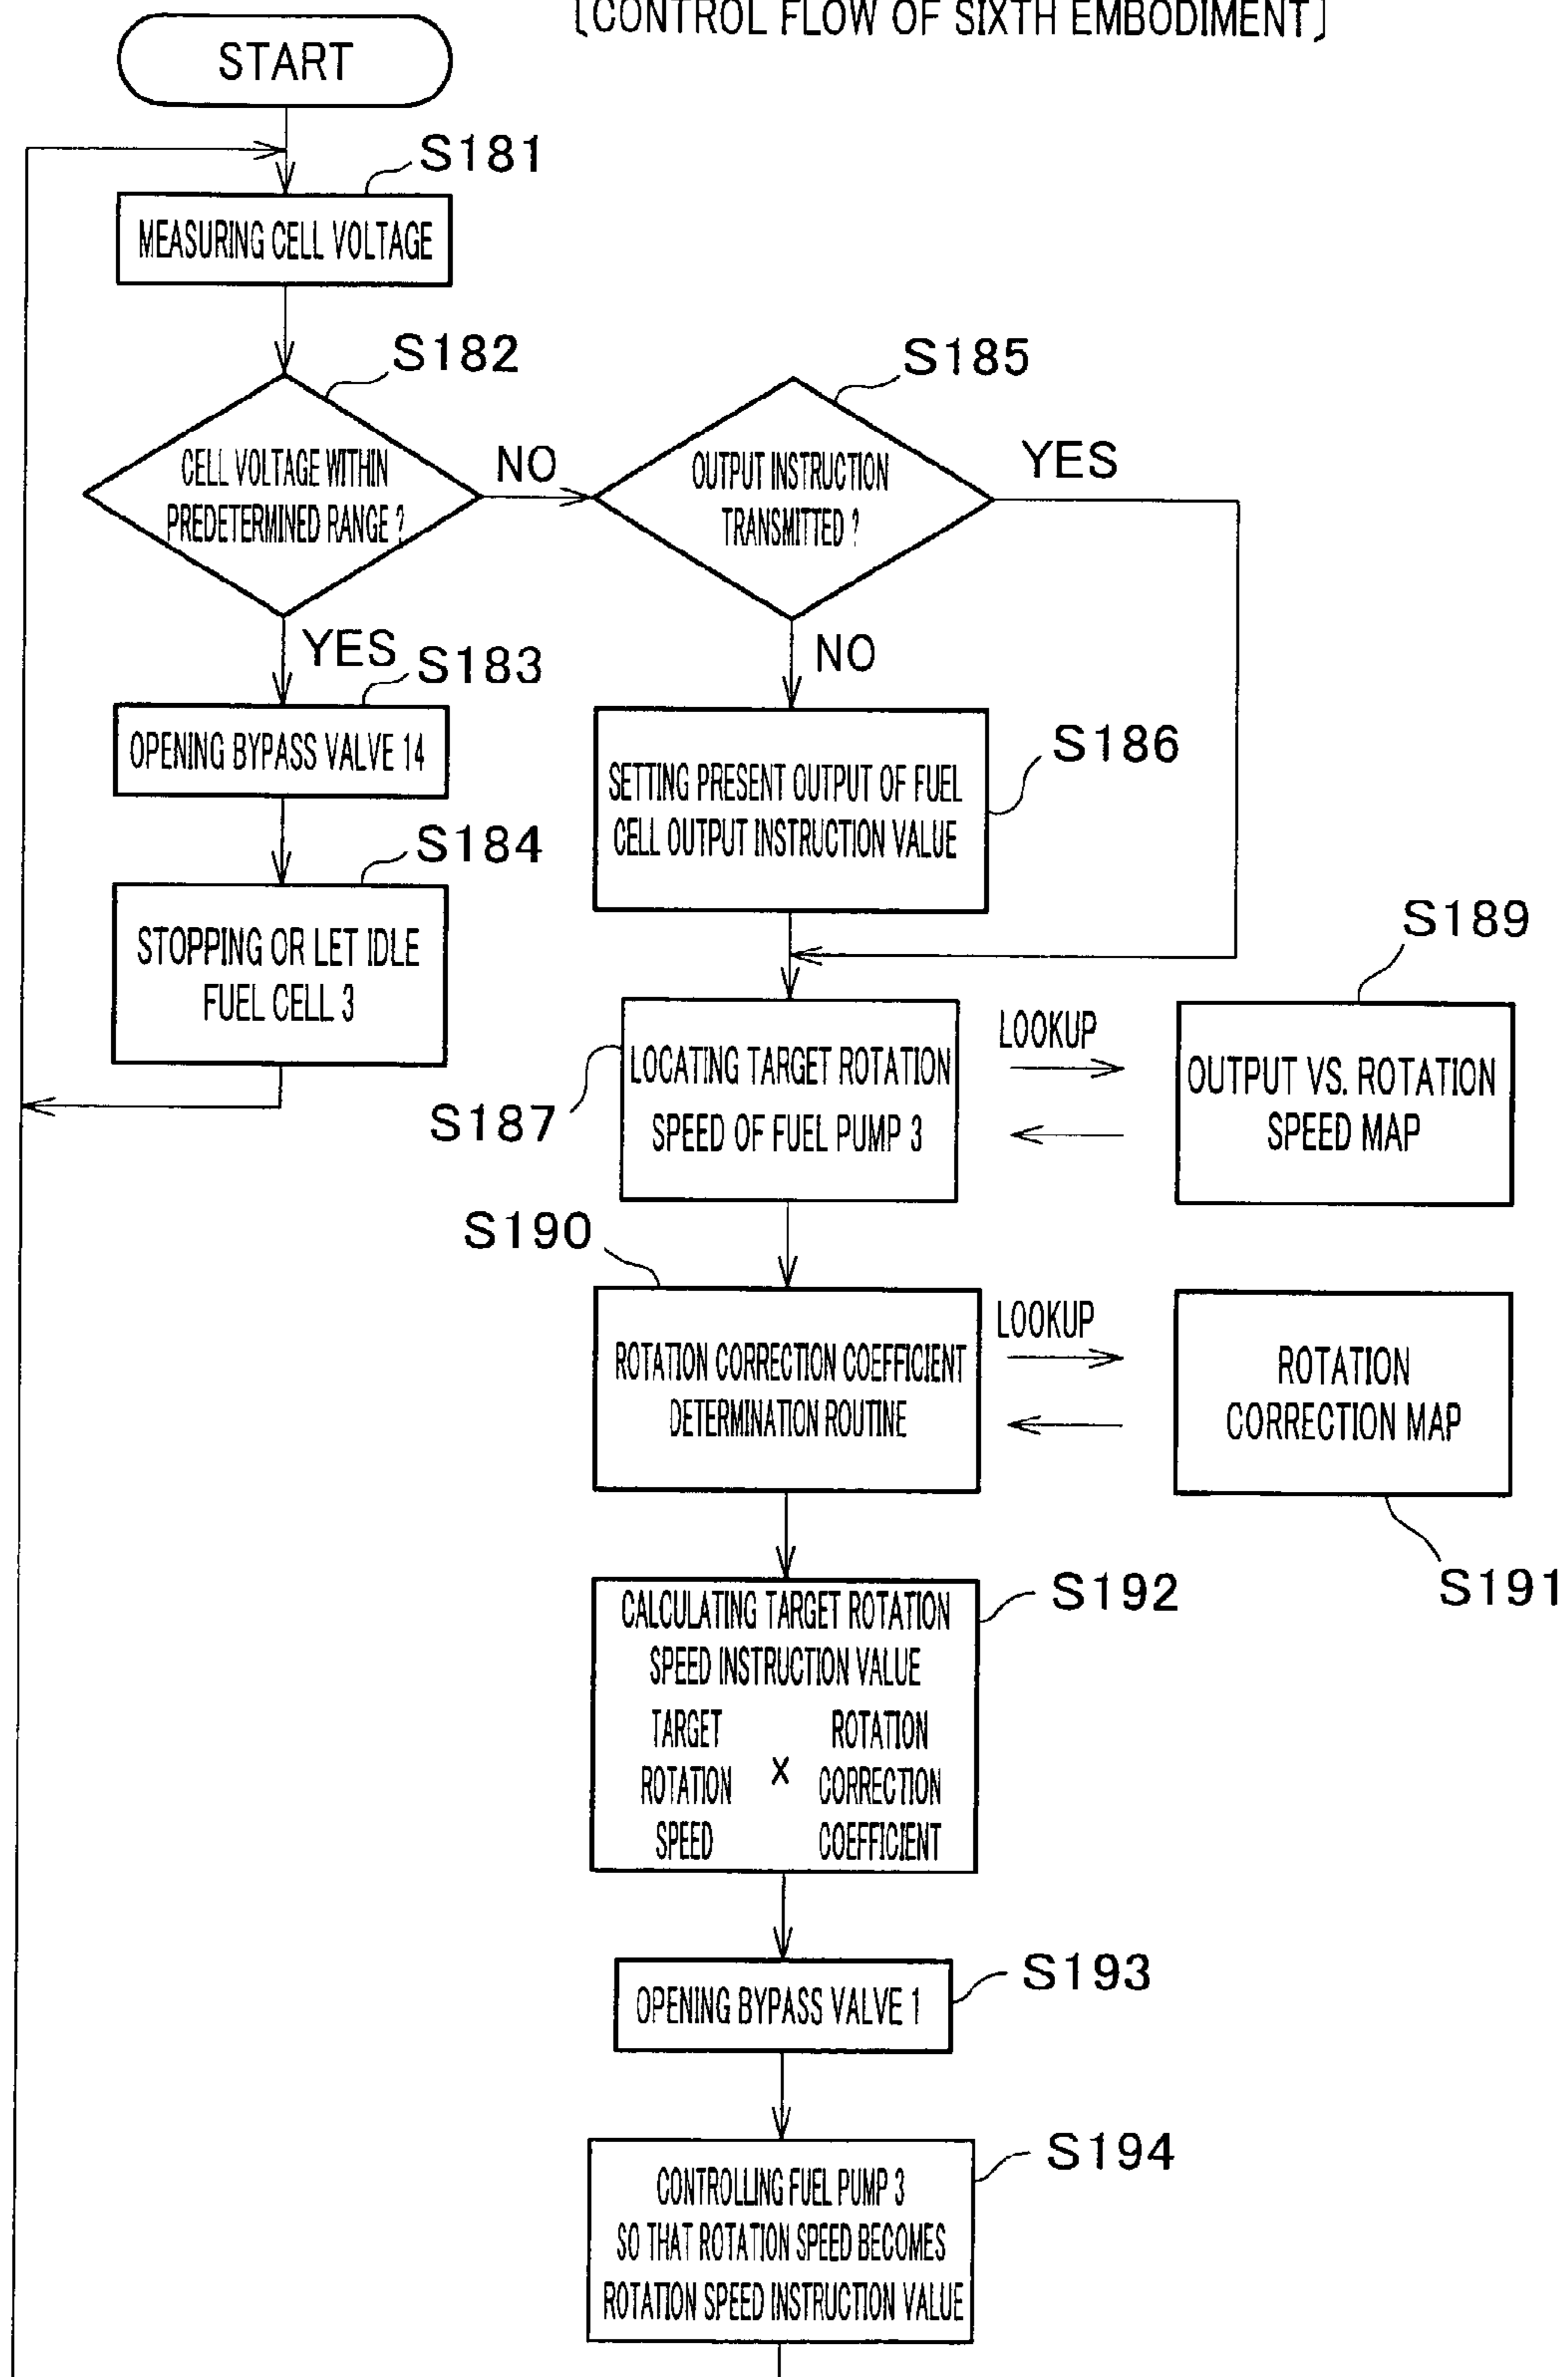 [CONTROL FLOW OF SIXTH EMBODIMENT]
START
S181
MEASURING CELL VOLTAGE
S182
CELL VOLTAGE WITHIN
PREDETERMINED RANGE ?
NO
YES
S185
OUTPUT INSTRUCTION
TRANSMITTED ?
YES
NO
S183
OPENING BYPASS VALVE 14
S184
STOPPING OR LET IDLE
FUEL CELL 3
S186
SETTING PRESENT OUTPUT OF FUEL
CELL OUTPUT INSTRUCTION VALUE
S187
LOCATING TARGET ROTATION
SPEED OF FUEL PUMP 3
LOOKUP
S189
OUTPUT VS. ROTATION
SPEED MAP
S190
ROTATION CORRECTION COEFFICIENT
DETERMINATION ROUTINE
LOOKUP
ROTATION
CORRECTION MAP
S191
S192
CALCULATING TARGET ROTATION
SPEED INSTRUCTION VALUE
TARGET
ROTATION
SPEED
X
ROTATION
CORRECTION
COEFFICIENT
S193
OPENING BYPASS VALVE 1
S194
CONTROLLING FUEL PUMP 3
SO THAT ROTATION SPEED BECOMES
ROTATION SPEED INSTRUCTION VALUE